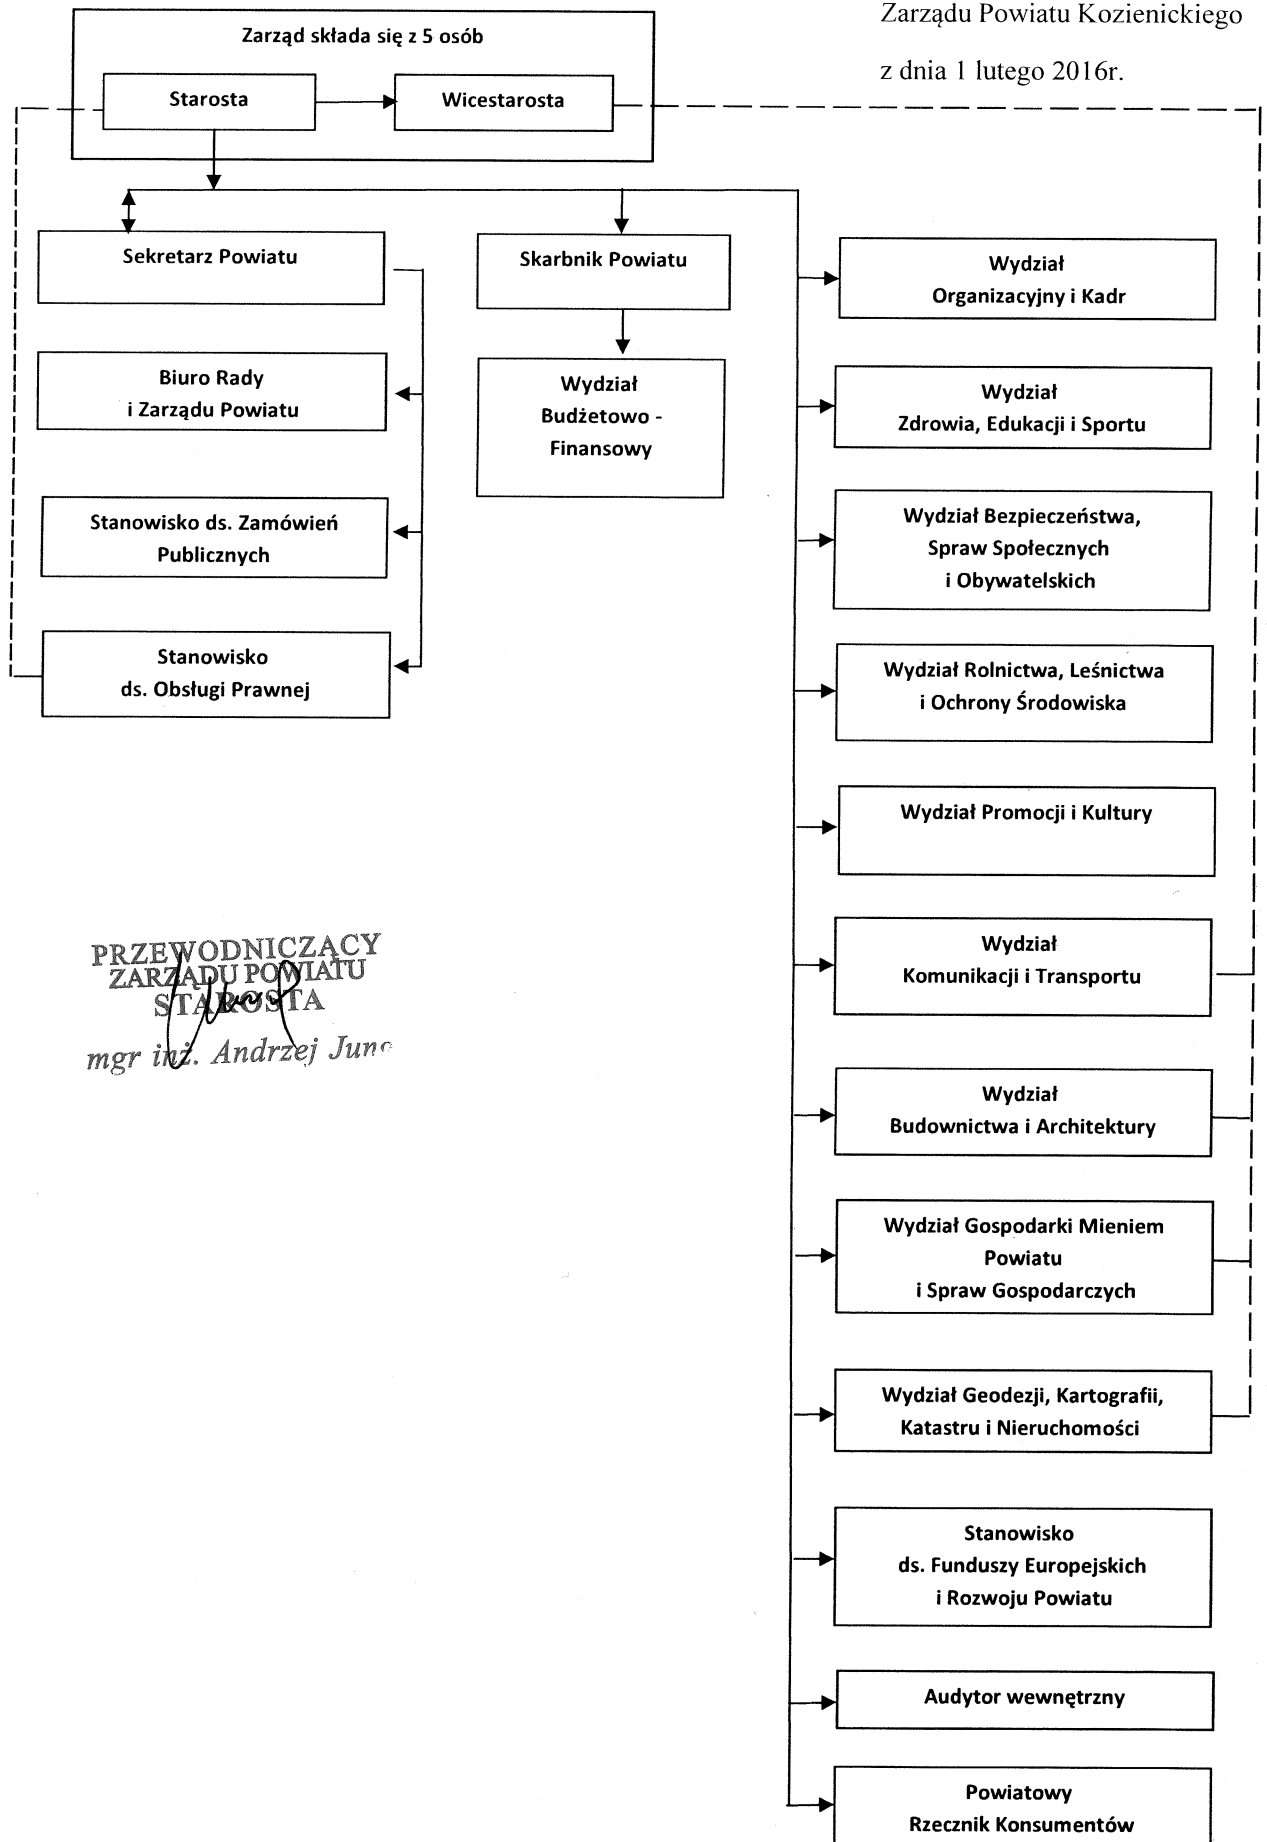 Zarządu Powiatu Kozienickiego
z dnia 1 lutego 2016r.
Zarząd składa się z 5 osób
Starosta
Wicestarosta
Sekretarz Powiatu
Biuro Rady
i Zarządu Powiatu
Stanowisko ds. Zamówień
Publicznych
Stanowisko
ds. Obsługi Prawnej
Skarbnik Powiatu
Wydział
Budżetowo -
Finansowy
Wydział
Organizacyjny i Kadr
Wydział
Zdrowia, Edukacji i Sportu
Wydział Bezpieczeństwa,
Spraw Społecznych
i Obywatelskich
Wydział Rolnictwa, Leśnictwa
i Ochrony Środowiska
Wydział Promocji i Kultury
Wydział
Komunikacji i Transportu
Wydział
Budownictwa i Architektury
Wydział Gospodarki Mieniem
Powiatu
i Spraw Gospodarczych
Wydział Geodezji, Kartografii,
Katastru i Nieruchomości
Stanowisko
ds. Funduszy Europejskich
i Rozwoju Powiatu
Audytor wewnętrzny
Powiatowy
Rzecznik Konsumentów
PRZEWODNICZĄCY
ZARZĄDU POWIATU
STAROSTA
mgr inż. Andrzej